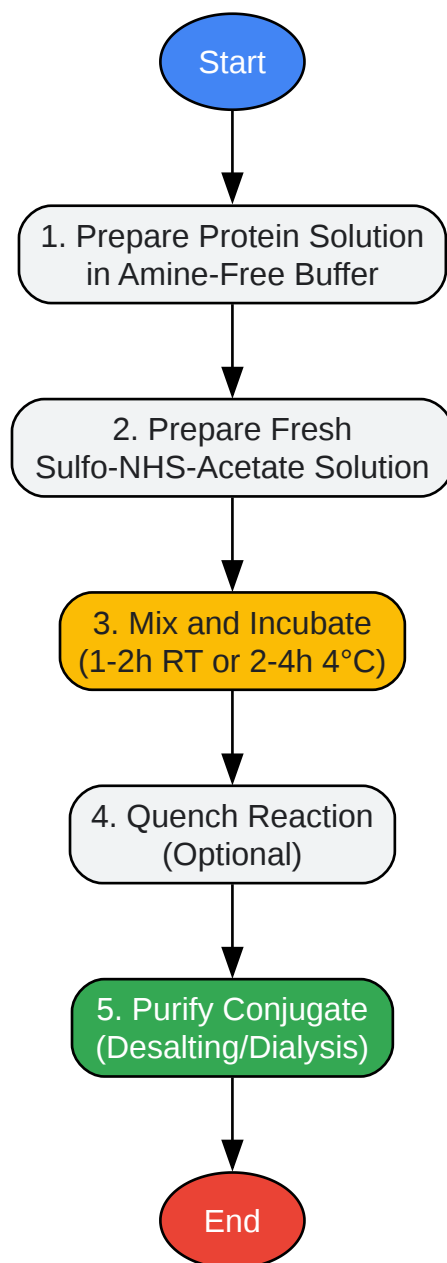 Start
1. Prepare Protein Solution
in Amine-Free Buffer
2. Prepare Fresh
Sulfo-NHS-Acetate Solution
3. Mix and Incubate
(1-2h RT or 2-4h 4°C)
4. Quench Reaction
(Optional)
5. Purify Conjugate
(Desalting/Dialysis)
End